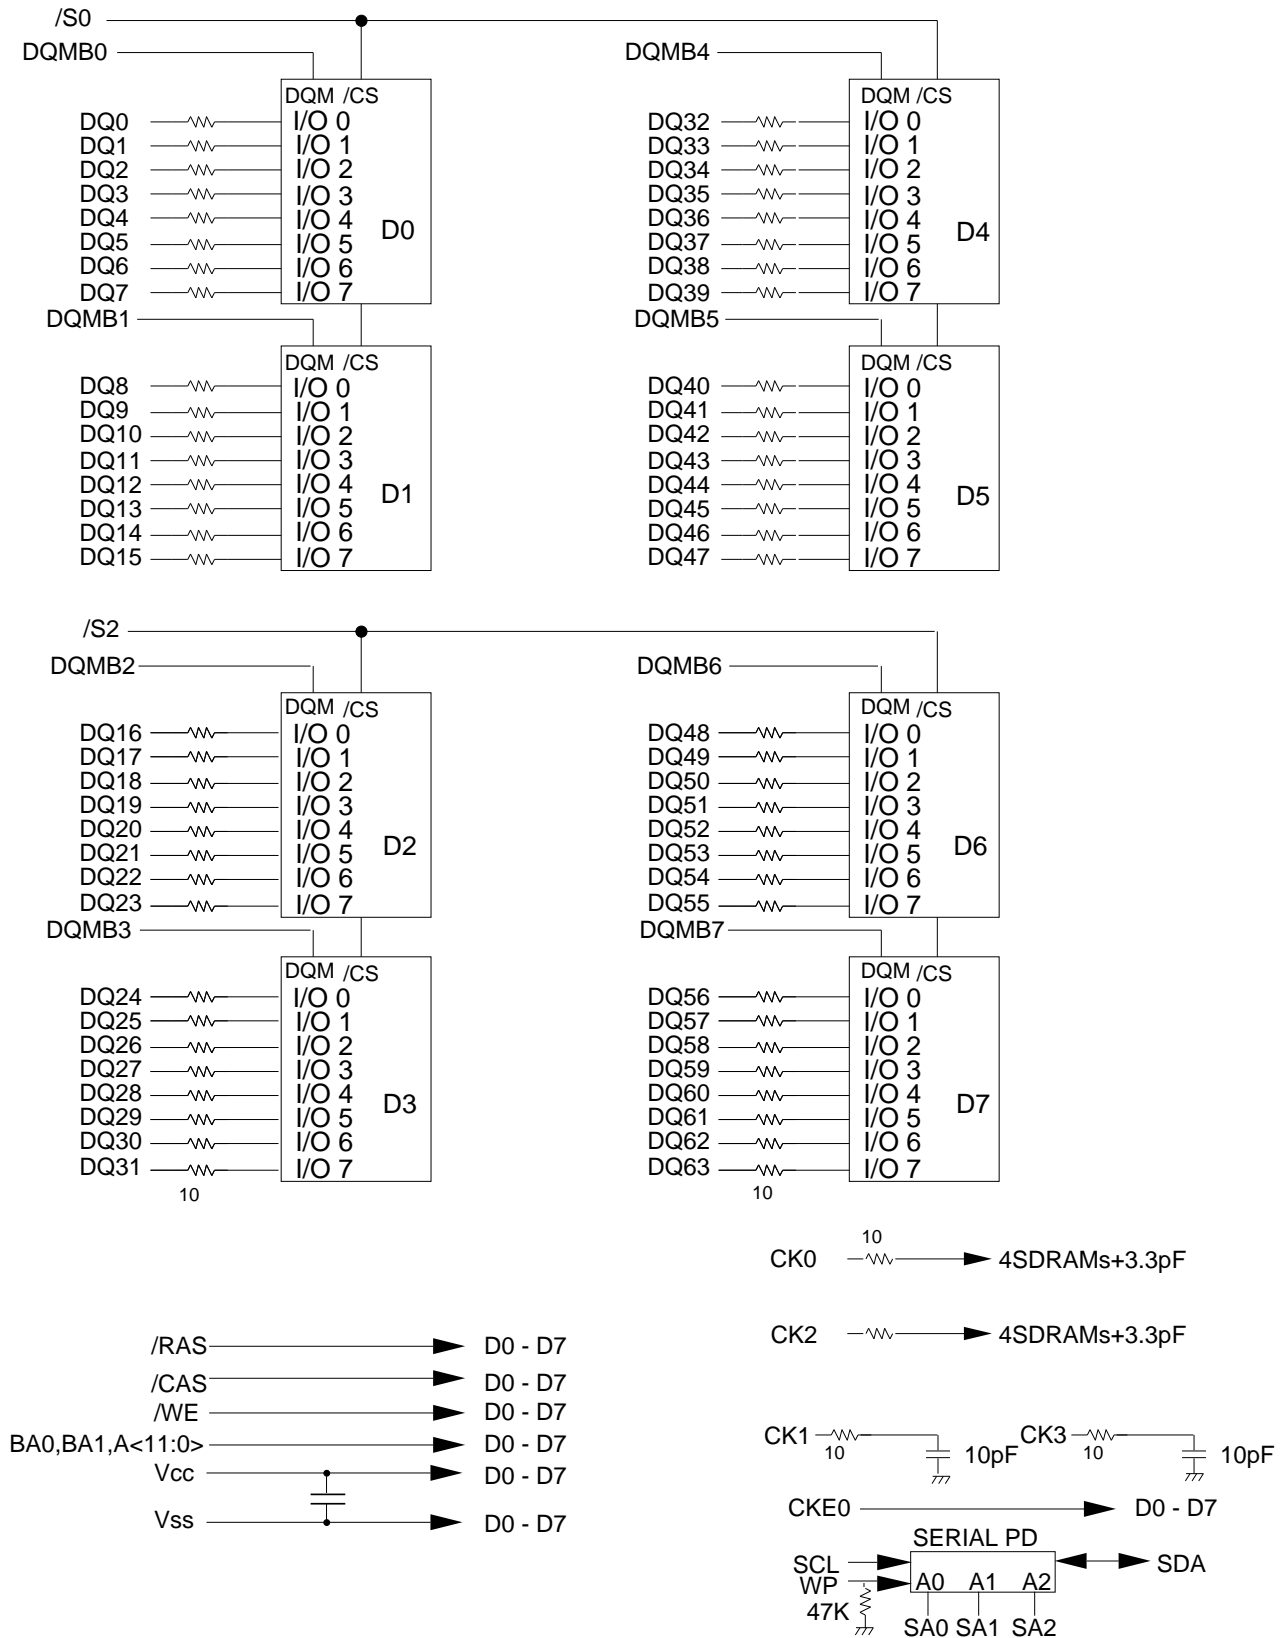 /S0
DQMB0
DQM /CS
DQ0 I/O 0
DQ1 I/O 1
DQ2 I/O 2
DQ3 I/O 3
DQ4 I/O 4
DQ5 I/O 5
DQ6 I/O 6
DQ7 I/O 7
D0
DQMB1
DQM /CS
DQ8 I/O 0
DQ9 I/O 1
DQ10 I/O 2
DQ11 I/O 3
DQ12 I/O 4
DQ13 I/O 5
DQ14 I/O 6
DQ15 I/O 7
D1
DQMB4
DQM /CS
DQ32 I/O 0
DQ33 I/O 1
DQ34 I/O 2
DQ35 I/O 3
DQ36 I/O 4
DQ37 I/O 5
DQ38 I/O 6
DQ39 I/O 7
D4
DQMB5
DQM /CS
DQ40 I/O 0
DQ41 I/O 1
DQ42 I/O 2
DQ43 I/O 3
DQ44 I/O 4
DQ45 I/O 5
DQ46 I/O 6
DQ47 I/O 7
D5
/S2
DQMB2
DQM /CS
DQ16 I/O 0
DQ17 I/O 1
DQ18 I/O 2
DQ19 I/O 3
DQ20 I/O 4
DQ21 I/O 5
DQ22 I/O 6
DQ23 I/O 7
D2
DQMB3
DQM /CS
DQ24 I/O 0
DQ25 I/O 1
DQ26 I/O 2
DQ27 I/O 3
DQ28 I/O 4
DQ29 I/O 5
DQ30 I/O 6
DQ31 I/O 7
D3
10
DQMB6
DQM /CS
DQ48 I/O 0
DQ49 I/O 1
DQ50 I/O 2
DQ51 I/O 3
DQ52 I/O 4
DQ53 I/O 5
DQ54 I/O 6
DQ55 I/O 7
D6
DQMB7
DQM /CS
DQ56 I/O 0
DQ57 I/O 1
DQ58 I/O 2
DQ59 I/O 3
DQ60 I/O 4
DQ61 I/O 5
DQ62 I/O 6
DQ63 I/O 7
D7
10
/RAS D0 - D7
/CAS D0 - D7
/WE D0 - D7
BA0,BA1,A<11:0> D0 - D7
Vcc D0 - D7
Vss D0 - D7
10
CK0 4SDRAMs+3.3pF
CK2 4SDRAMs+3.3pF
CK1 10 10pF
CK3 10 10pF
CKE0 D0 - D7
SERIAL PD
SCL SDA
WP A0 A1 A2
47K
SA0 SA1 SA2